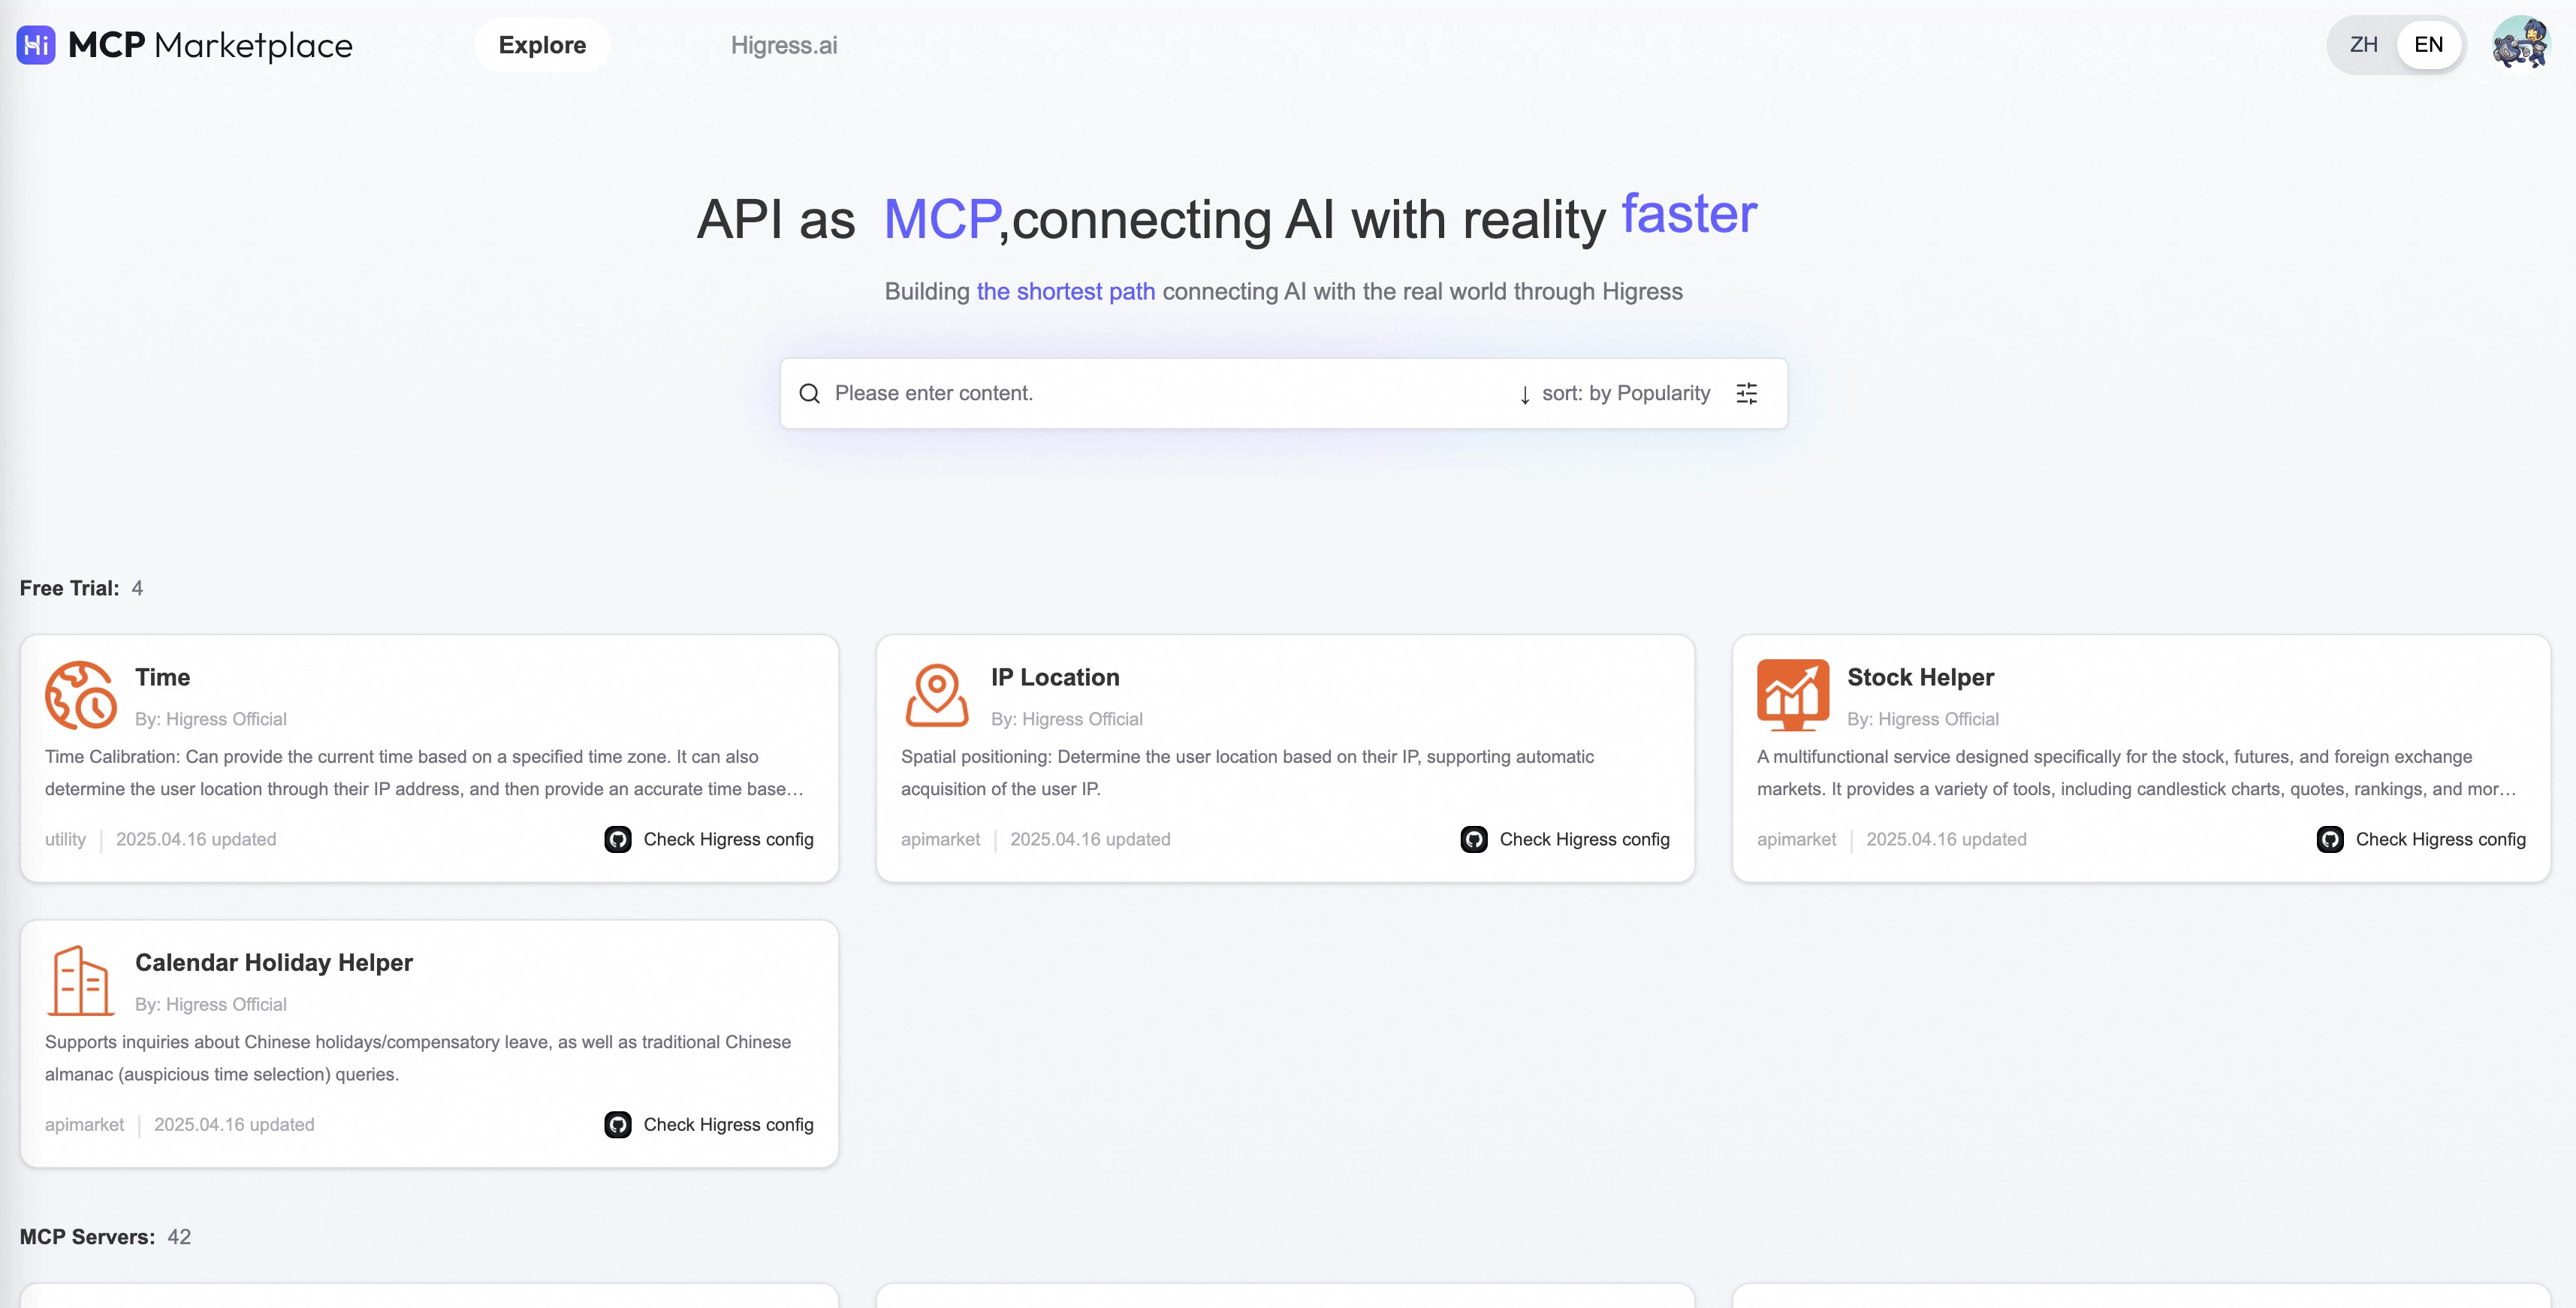 Hi MCP Marketplace
Explore
Higress.ai
ZH
EN
API as MCP,connecting AI with reality faster
Building the shortest path connecting AI with the real world through Higress
Please enter content.
↓ sort: by Popularity
Free Trial: 4
Time
By: Higress Official
Time Calibration: Can provide the current time based on a specified time zone. It can also
determine the user location through their IP address, and then provide an accurate time base…
utility | 2025.04.16 updated
Check Higress config
IP Location
By: Higress Official
Spatial positioning: Determine the user location based on their IP, supporting automatic
acquisition of the user IP.
apimarket | 2025.04.16 updated
Check Higress config
Stock Helper
By: Higress Official
A multifunctional service designed specifically for the stock, futures, and foreign exchange
markets. It provides a variety of tools, including candlestick charts, quotes, rankings, and mor…
apimarket | 2025.04.16 updated
Check Higress config
Calendar Holiday Helper
By: Higress Official
Supports inquiries about Chinese holidays/compensatory leave, as well as traditional Chinese
almanac (auspicious time selection) queries.
apimarket | 2025.04.16 updated
Check Higress config
MCP Servers: 42